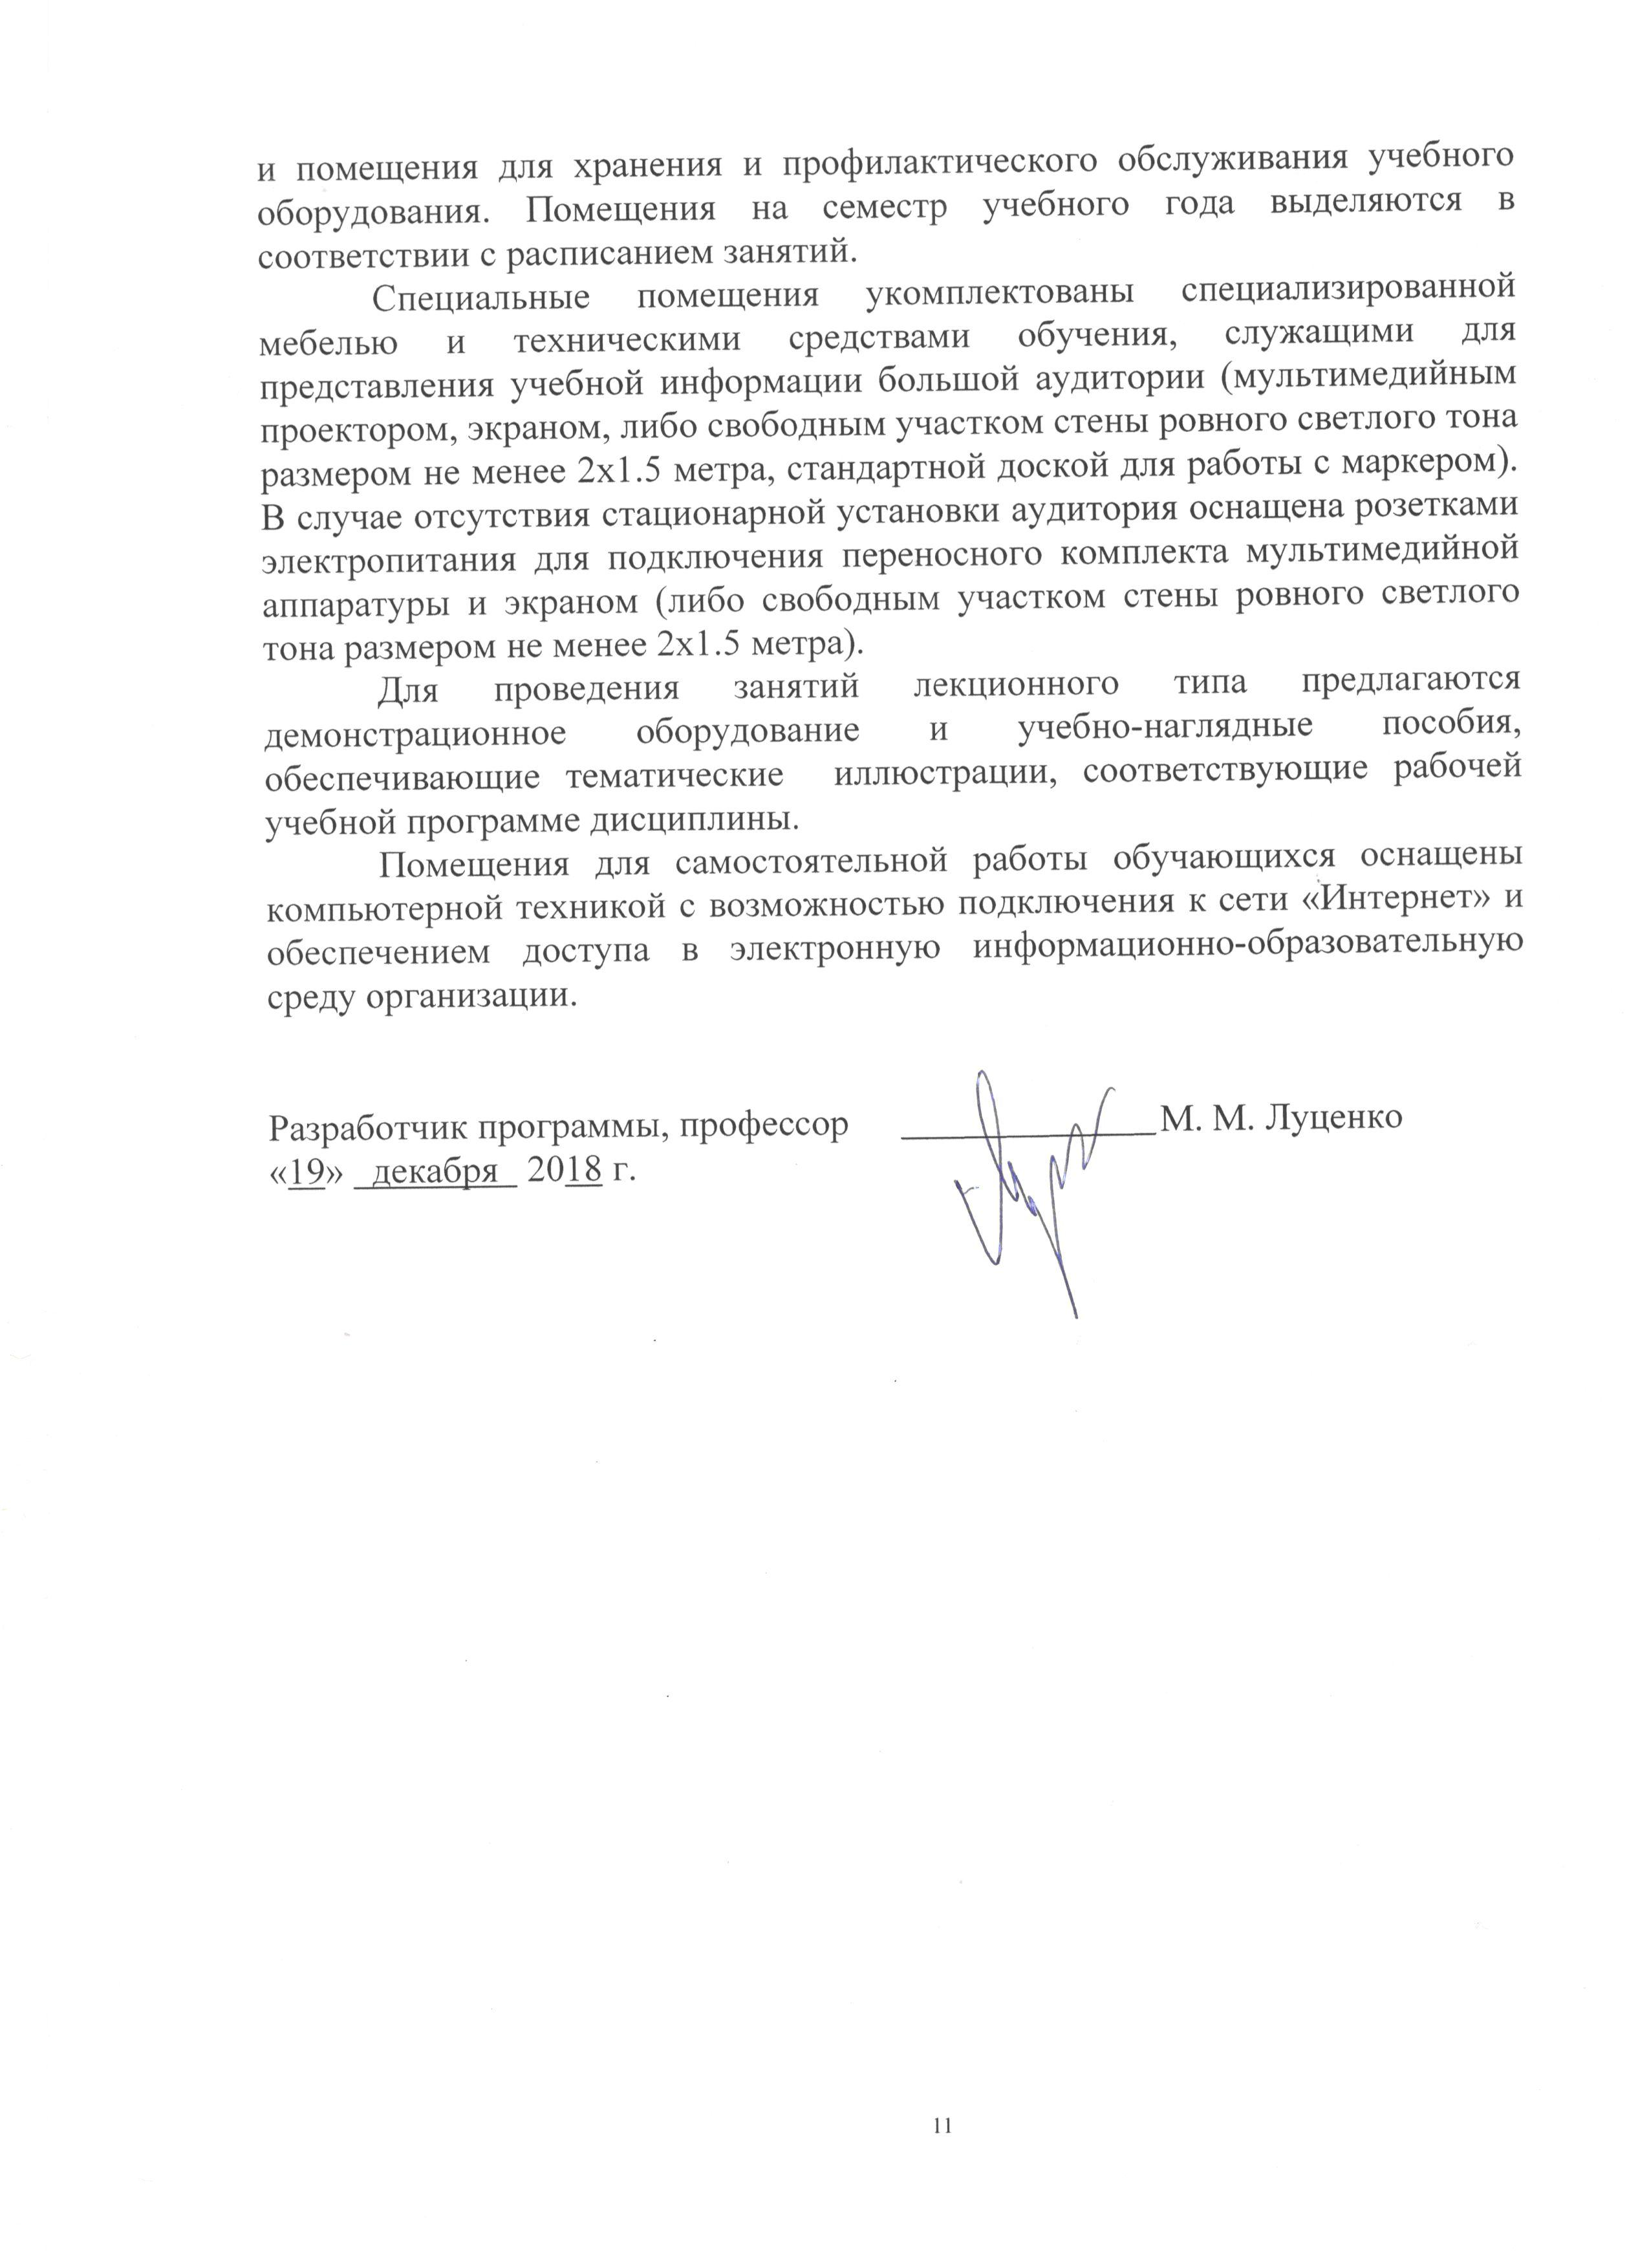 и помещения для хранения и профилактического обслуживания учебного
оборудования. Помещения на семестр учебного года выделяются в
соответствии с расписанием занятий.
Специальные помещения укомплектованы специализированной
мебелью и техническими средствами обучения, служащими для
представления учебной информации большой аудитории (мультимедийным
проектором, экраном, либо свободным участком стены ровного светлого тона
размером не менее 2х1.5 метра, стандартной доской для работы с маркером).
В случае отсутствия стационарной установки аудитория оснащена розетками
электропитания для подключения переносного комплекта мультимедийной
аппаратуры и экраном (либо свободным участком стены ровного светлого
тона размером не менее 2х1.5 метра).
Для проведения занятий лекционного типа предлагаются
демонстрационное оборудование и учебно-наглядные пособия,
обеспечивающие тематические иллюстрации, соответствующие рабочей
учебной программе дисциплины.
Помещения для самостоятельной работы обучающихся оснащены
компьютерной техникой с возможностью подключения к сети «Интернет» и
обеспечением доступа в электронную информационно-образовательную
среду организации.
Разработчик программы, профессор ______________ М. М. Луценко
«19» декабря 2018 г.
11